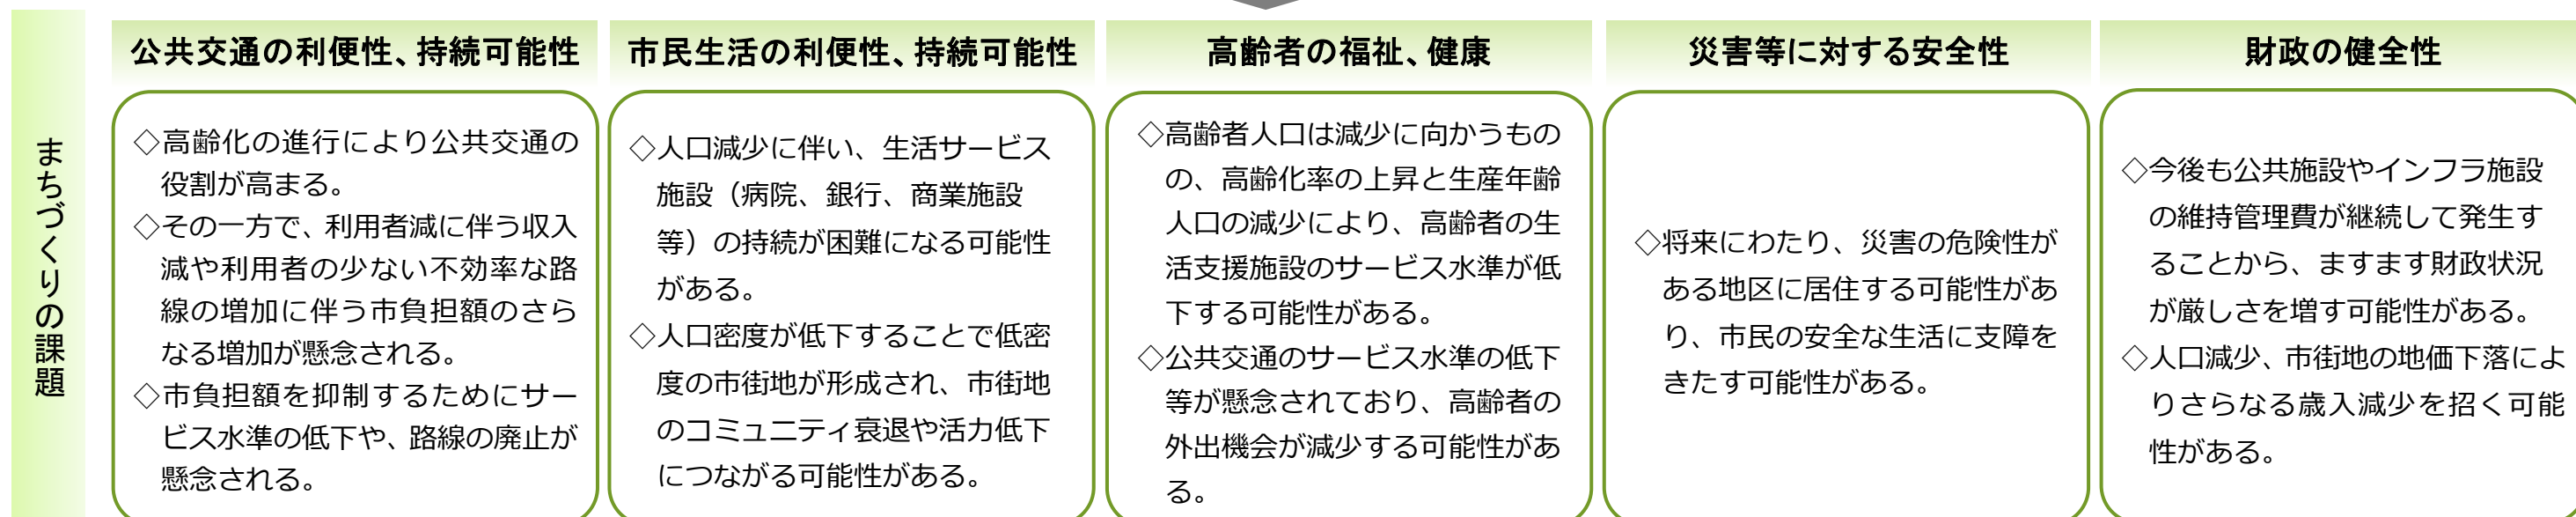 まちづくりの課題
公共交通の利便性、持続可能性
◇高齢化の進行により公共交通の
役割が高まる。
◇その一方で、利用者減に伴う収入
減や利用者の少ない不効率な路
線の増加に伴う市負担額のさら
なる増加が懸念される。
◇市負担額を抑制するためにサー
ビス水準の低下や、路線の廃止が
懸念される。
市民生活の利便性、持続可能性
◇人口減少に伴い、生活サービス
施設（病院、銀行、商業施設
等）の持続が困難になる可能性
がある。
◇人口密度が低下することで低密
度の市街地が形成され、市街地
のコミュニティ衰退や活力低下
につながる可能性がある。
高齢者の福祉、健康
◇高齢者人口は減少に向かうもの
の、高齢化率の上昇と生産年齢
人口の減少により、高齢者の生
活支援施設のサービス水準が低
下する可能性がある。
◇公共交通のサービス水準の低下
等が懸念されており、高齢者の
外出機会が減少する可能性があ
る。
災害等に対する安全性
◇将来にわたり、災害の危険性が
ある地区に居住する可能性があ
り、市民の安全な生活に支障を
きたす可能性がある。
財政の健全性
◇今後も公共施設やインフラ施設
の維持管理費が継続して発生す
ることから、ますます財政状況
が厳しさを増す可能性がある。
◇人口減少、市街地の地価下落によ
りさらなる歳入減少を招く可能
性がある。